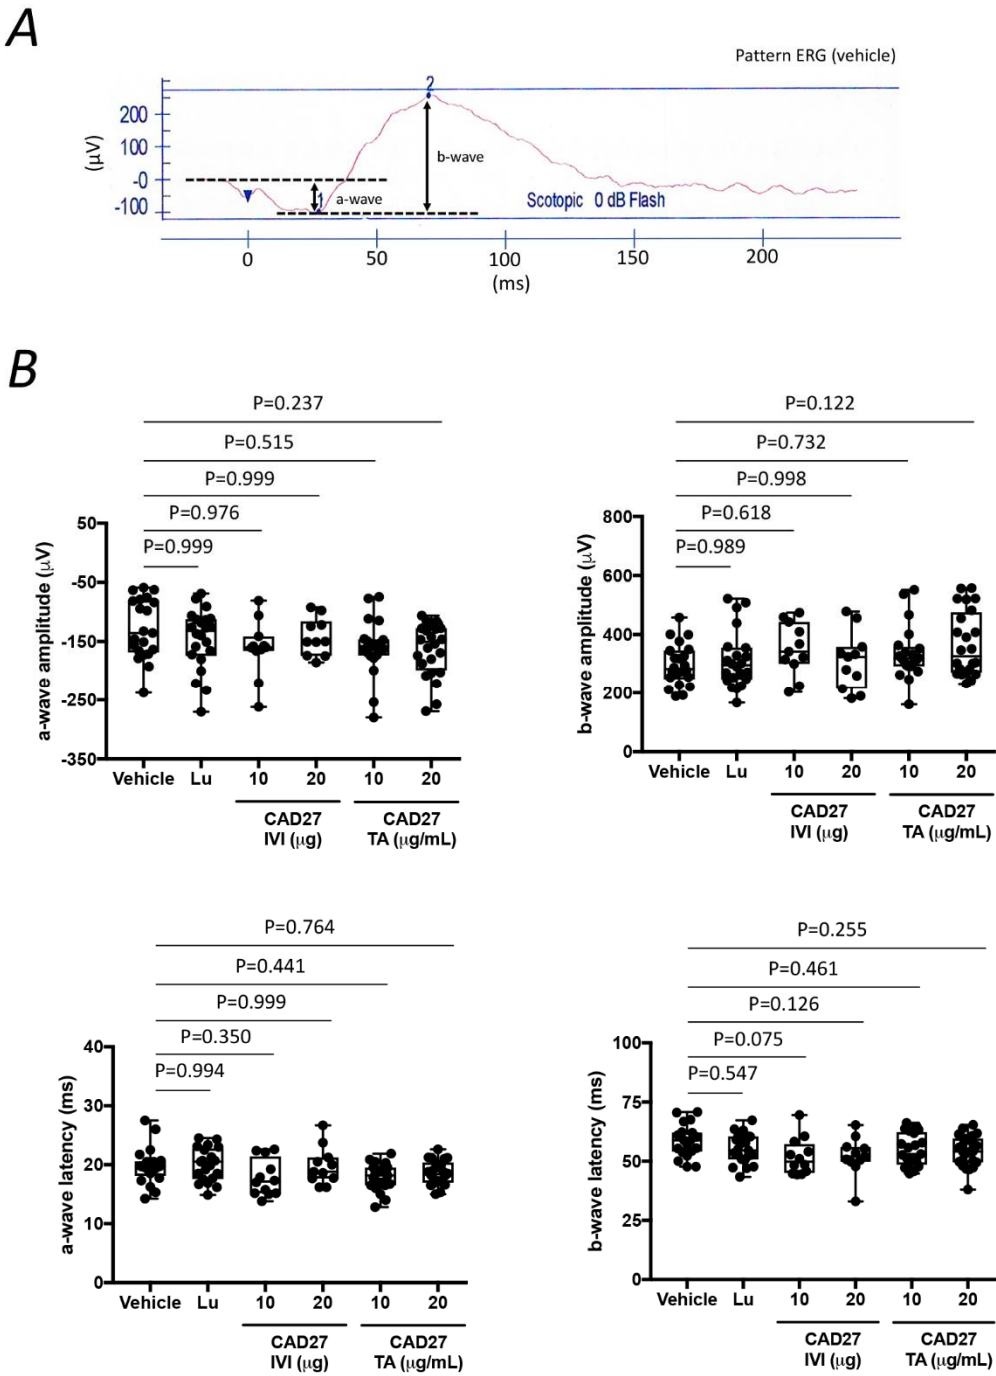 A
Pattern ERG (vehicle)
2
200
100
-0
-100
(µV)
b-wave
a-wave
1
Scotopic 0 dB Flash
0 50 100 150 200
(ms)
B
P=0.237
P=0.515
P=0.999
P=0.976
P=0.999
50
-50
-150
-250
-350
a-wave amplitude (µV)
Vehicle Lu 10 20 10 20
CAD27 CAD27
IVI (µg) TA (µg/mL)
P=0.122
P=0.732
P=0.998
P=0.618
P=0.989
800
600
400
200
0
b-wave amplitude (µV)
Vehicle Lu 10 20 10 20
CAD27 CAD27
IVI (µg) TA (µg/mL)
P=0.764
P=0.441
P=0.999
P=0.350
P=0.994
40
30
20
10
0
a-wave latency (ms)
Vehicle Lu 10 20 10 20
CAD27 CAD27
IVI (µg) TA (µg/mL)
P=0.255
P=0.461
P=0.126
P=0.075
P=0.547
100
75
50
25
0
b-wave latency (ms)
Vehicle Lu 10 20 10 20
CAD27 CAD27
IVI (µg) TA (µg/mL)